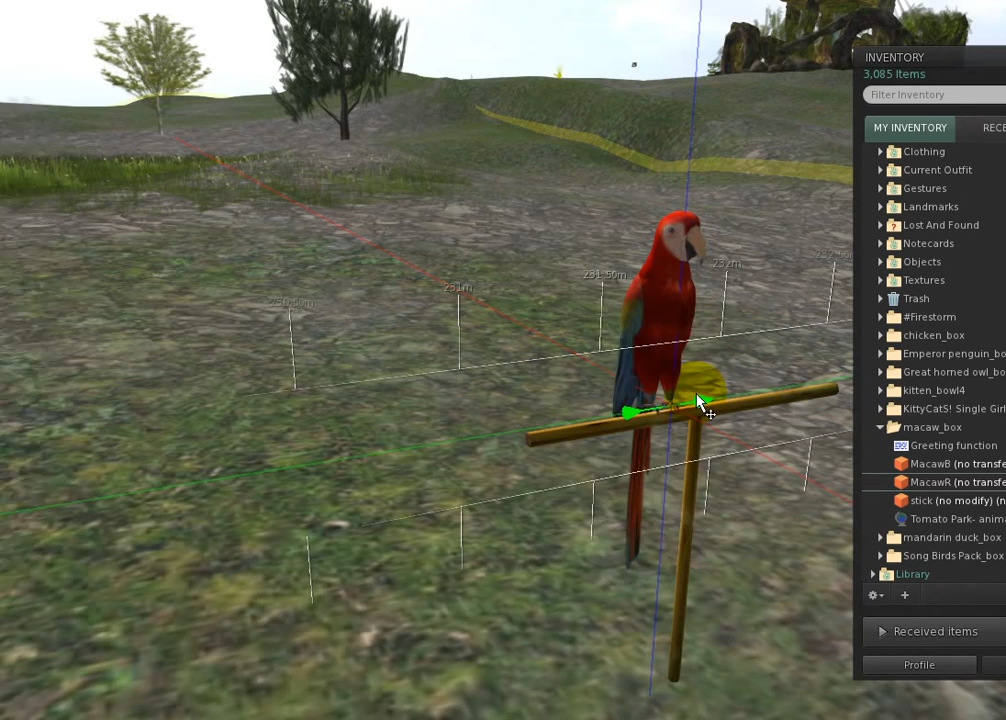 INVENTORY
3,085 Items
Filter Inventory
MY INVENTORY
RECE
Clothing
Current Outfit
Gestures
Landmarks
Lost And Found
Notecards
Objects
Textures
Trash
#Firestorm
chicken_box
Emperor penguin_bo
Great horned owl_bo
kitten_bowl4
KittyCatS! Single Girl
macaw_box
Greeting function
MacawB (no transfe
MacawR (no transfe
stick (no modify) (n
Tomato Park- anima
mandarin duck_box
Song Birds Pack_box
Library
Received items
Profile
231m
231.50m
232m